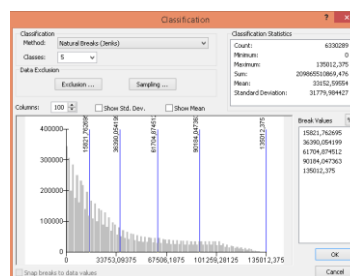 Classification
Classification
Method:
Natural Breaks (Jenks)
Classes:
5
Data Exclusion
Exclusion ...
Sampling ...
Classification Statistics
Count: 6330289
Minimum: 0
Maximum: 135012,375
Sum: 209865510869,476
Mean: 33152,59554
Standard Deviation: 31779,984427
Columns:
100
Show Std. Dev.
Show Mean
Break Values
%
15821,762695
36390,054199
61704,874512
90184,047363
135012,375
400000
300000
200000
100000
0
15821,762695
36390,054199
61704,874512
90184,047363
135012,375
0
33753,09375
67506,1875
101259,28125
135012,375
OK
Cancel
Snap breaks to data values